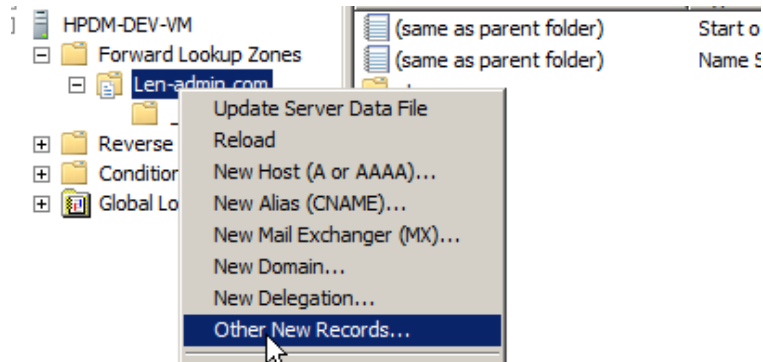 HPDM-DEV-VM
Forward Lookup Zones
Len-admin.com
Reverse
Condition
Global Lo
(same as parent folder) Start o
(same as parent folder) Name S
Update Server Data File
Reload
New Host (A or AAAA)...
New Alias (CNAME)...
New Mail Exchanger (MX)...
New Domain...
New Delegation...
Other New Records...